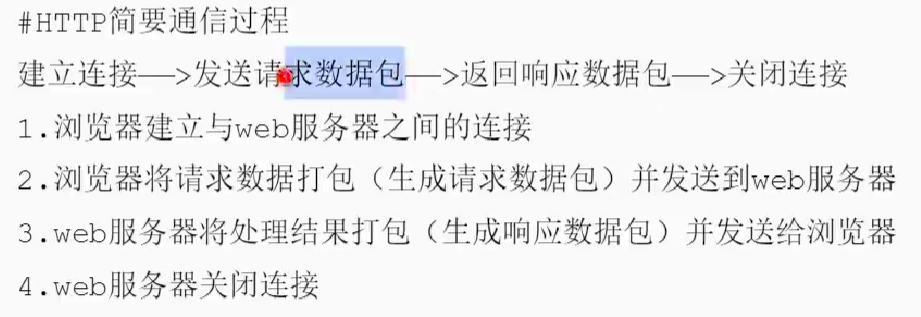 #HTTP简要通信过程
建立连接——>发送请求数据包——>返回响应数据包——>关闭连接
1.浏览器建立与web服务器之间的连接
2.浏览器将请求数据打包（生成请求数据包）并发送到web服务器
3.web服务器将处理结果打包（生成响应数据包）并发送给浏览器
4.web服务器关闭连接